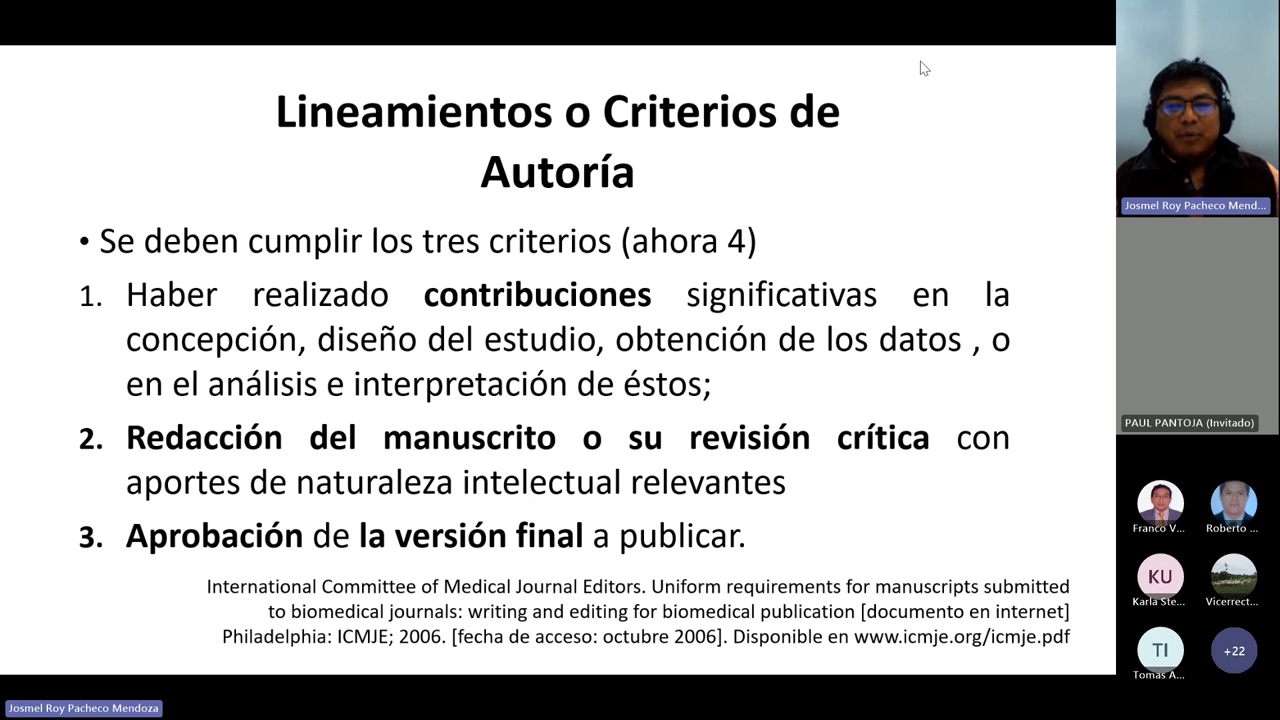 Lineamientos o Criterios de
Autoría
• Se deben cumplir los tres criterios (ahora 4)
1. Haber realizado contribuciones significativas en la
concepción, diseño del estudio, obtención de los datos , o
en el análisis e interpretación de éstos;
2. Redacción del manuscrito o su revisión crítica con
aportes de naturaleza intelectual relevantes
3. Aprobación de la versión final a publicar.
International Committee of Medical Journal Editors. Uniform requirements for manuscripts submitted
to biomedical journals: writing and editing for biomedical publication [documento en internet]
Philadelphia: ICMJE; 2006. [fecha de acceso: octubre 2006]. Disponible en www.icmje.org/icmje.pdf
Josmel Roy Pacheco Mend...
PAUL PANTOJA (Invitado)
Franco V...
Roberto ...
KU
Karla Ste...
Vicerrect...
TI
Tomas A...
+22
Josmel Roy Pacheco Mendoza